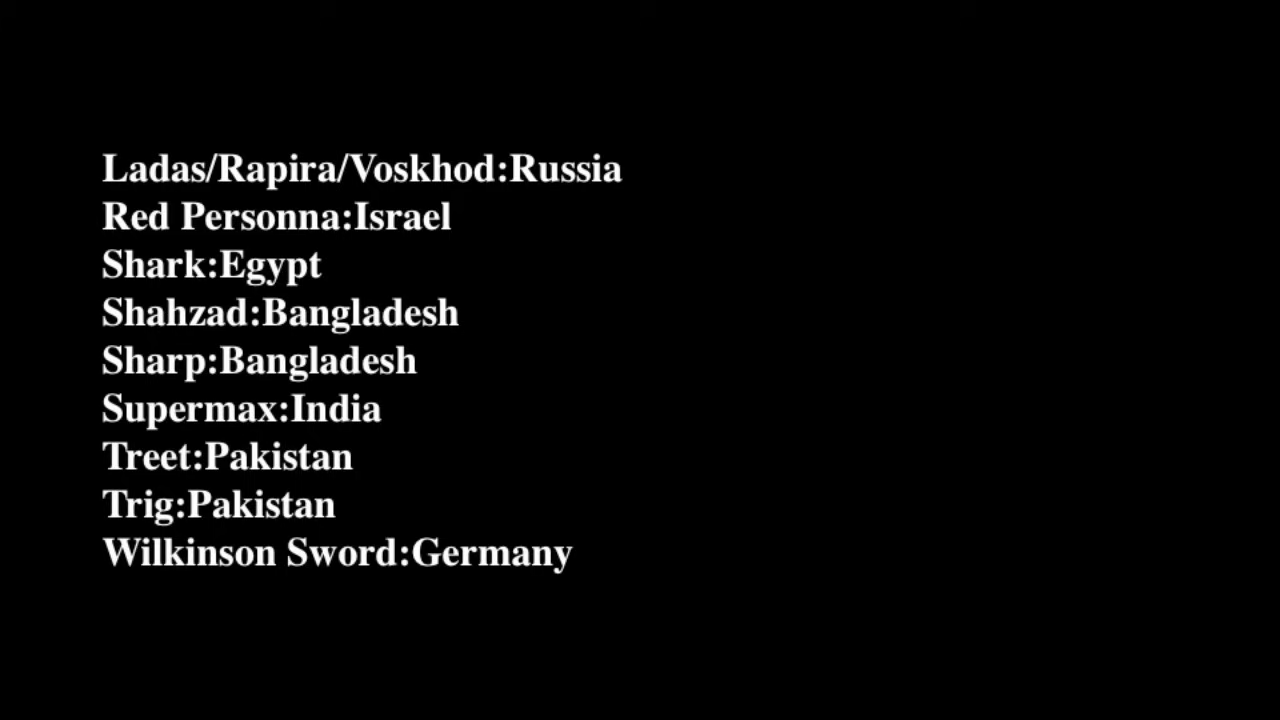 Ladas/Rapira/Voskhod:Russia
Red Personna:Israel
Shark:Egypt
Shahzad:Bangladesh
Sharp:Bangladesh
Supermax:India
Treet:Pakistan
Trig:Pakistan
Wilkinson Sword:Germany